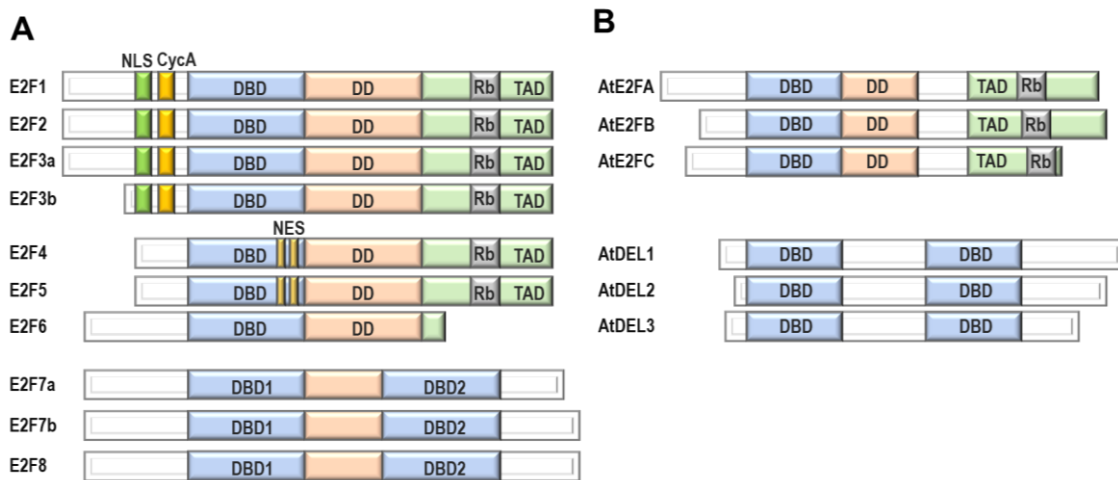 A
NLS CycA
E2F1 DBD DD Rb TAD
E2F2 DBD DD Rb TAD
E2F3a DBD DD Rb TAD
E2F3b DBD DD Rb TAD
NES
E2F4 DBD DD Rb TAD
E2F5 DBD DD Rb TAD
E2F6 DBD DD
E2F7a DBD1 DBD2
E2F7b DBD1 DBD2
E2F8 DBD1 DBD2
B
AtE2FA DBD DD TAD Rb
AtE2FB DBD DD TAD Rb
AtE2FC DBD DD TAD Rb
AtDEL1 DBD DBD
AtDEL2 DBD DBD
AtDEL3 DBD DBD